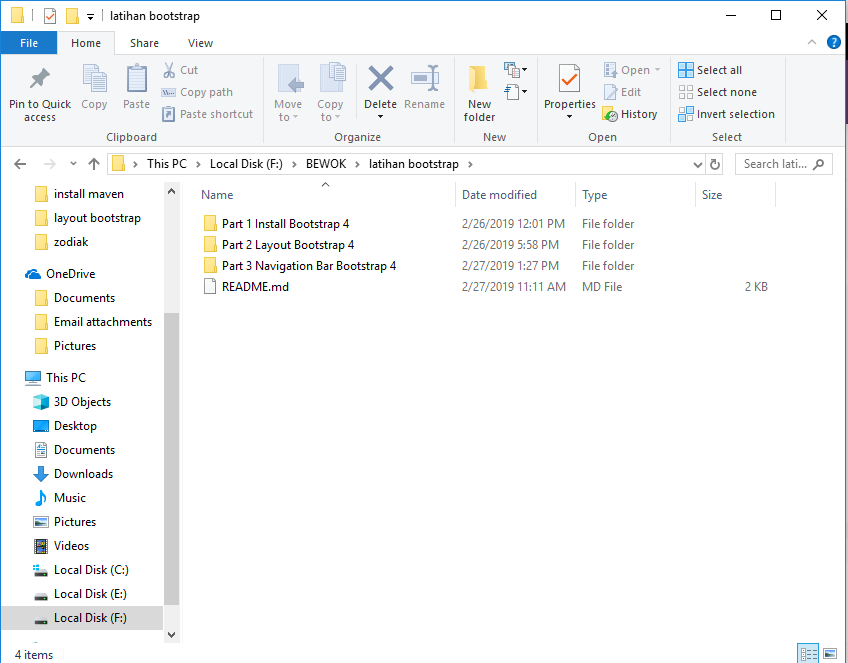 latihan bootstrap
File Home Share View
Pin to Quick access
Copy
Paste
Cut
Copy path
Paste shortcut
Clipboard
Move to
Copy to
Delete
Rename
Organize
New folder
New
Properties
Open
Edit
History
Open
Select all
Select none
Invert selection
Select
This PC Local Disk (F:) BEWOK latihan bootstrap
Search lati...
install maven
layout bootstrap
zodiak
OneDrive
Documents
Email attachments
Pictures
This PC
3D Objects
Desktop
Documents
Downloads
Music
Pictures
Videos
Local Disk (C:)
Local Disk (E:)
Local Disk (F:)
Name Date modified Type Size
Part 1 Install Bootstrap 4 2/26/2019 12:01 PM File folder
Part 2 Layout Bootstrap 4 2/26/2019 5:58 PM File folder
Part 3 Navigation Bar Bootstrap 4 2/27/2019 1:27 PM File folder
README.md 2/27/2019 11:11 AM MD File 2 KB
4 items